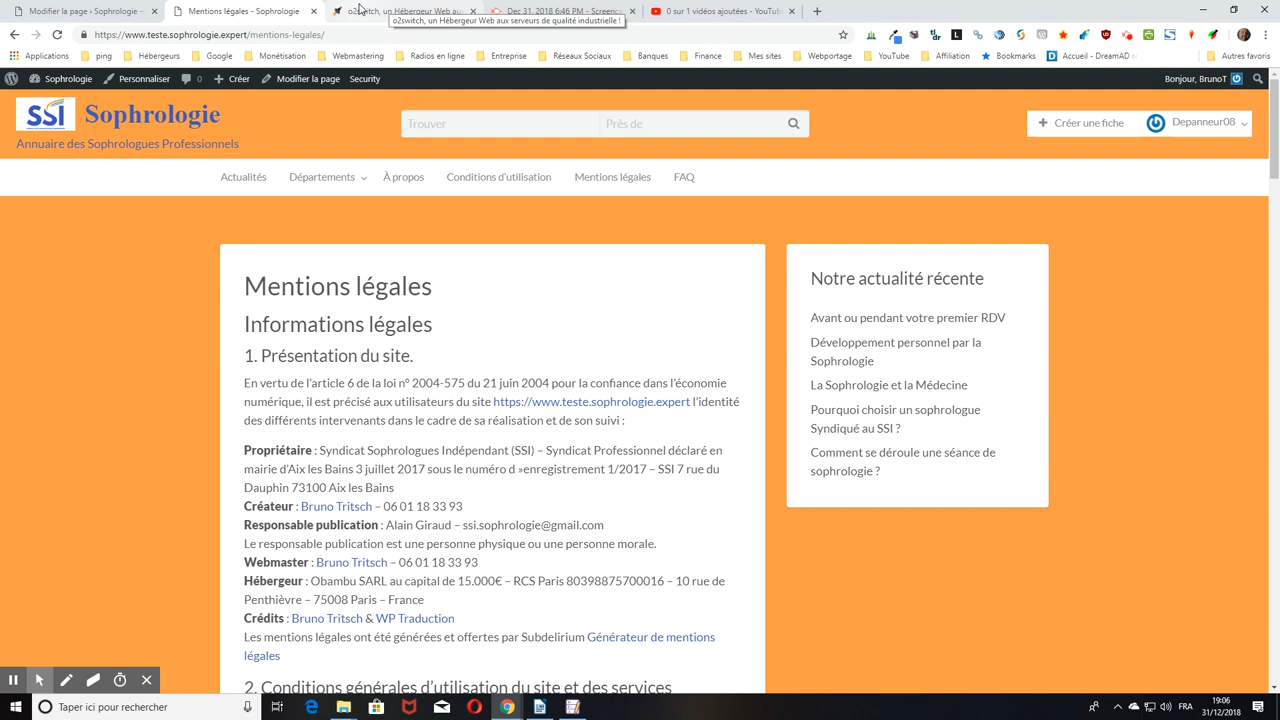 Modifier la page ‹ Sophrologie –
Mentions légales - Sophrologie
o2switch, un Hébergeur Web aux
Dec 31, 2018 6:46 PM - Screenc
0 sur 1 vidéos ajoutées - YouTub
o2switch, un Hébergeur Web aux serveurs de qualité industrielle !
https://www.teste.sophrologie.expert/mentions-legales/
Applications ping Hébergeurs Google Monétisation Webmastering Radios en ligne Entreprise Réseaux Sociaux Banques Finance Mes sites Webportage YouTube Affiliation Bookmarks Accueil - DreamAD re Autres favoris
Sophrologie Personnaliser 0 Créer Modifier la page Security Bonjour, BrunoT
SSI Sophrologie
Annuaire des Sophrologues Professionnels
Trouver Près de
Créer une fiche Depanneur08
Actualités Départements À propos Conditions d'utilisation Mentions légales FAQ
Mentions légales
Informations légales
1. Présentation du site.
En vertu de l'article 6 de la loi n° 2004-575 du 21 juin 2004 pour la confiance dans l'économie
numérique, il est précisé aux utilisateurs du site https://www.teste.sophrologie.expert l'identité
des différents intervenants dans le cadre de sa réalisation et de son suivi :
Propriétaire : Syndicat Sophrologues Indépendant (SSI) – Syndicat Professionnel déclaré en
mairie d'Aix les Bains 3 juillet 2017 sous le numéro d »enregistrement 1/2017 – SSI 7 rue du
Dauphin 73100 Aix les Bains
Créateur : Bruno Tritsch – 06 01 18 33 93
Responsable publication : Alain Giraud – ssi.sophrologie@gmail.com
Le responsable publication est une personne physique ou une personne morale.
Webmaster : Bruno Tritsch – 06 01 18 33 93
Hébergeur : Obambu SARL au capital de 15.000€ – RCS Paris 80398875700016 – 10 rue de
Penthièvre – 75008 Paris – France
Crédits : Bruno Tritsch & WP Traduction
Les mentions légales ont été générées et offertes par Subdelirium Générateur de mentions
légales
2. Conditions générales d'utilisation du site et des services
Notre actualité récente
Avant ou pendant votre premier RDV
Développement personnel par la
Sophrologie
La Sophrologie et la Médecine
Pourquoi choisir un sophrologue
Syndiqué au SSI ?
Comment se déroule une séance de
sophrologie ?
Taper ici pour rechercher
FRA
19:06
31/12/2018